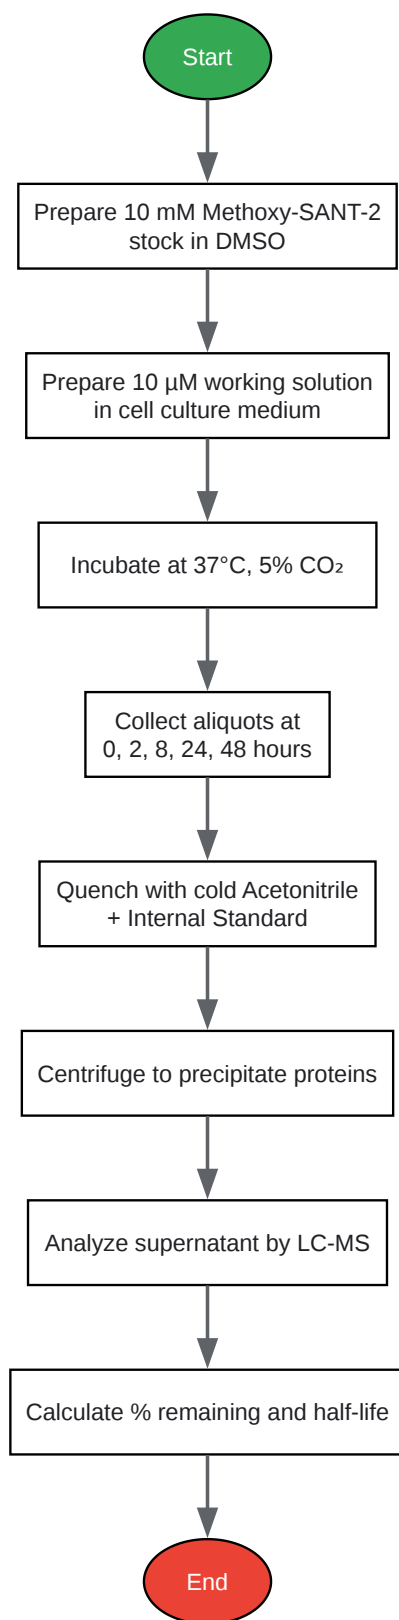 Start
Prepare 10 mM Methoxy-SANT-2
stock in DMSO
Prepare 10 µM working solution
in cell culture medium
Incubate at 37°C, 5% CO₂
Collect aliquots at
0, 2, 8, 24, 48 hours
Quench with cold Acetonitrile
+ Internal Standard
Centrifuge to precipitate proteins
Analyze supernatant by LC-MS
Calculate % remaining and half-life
End